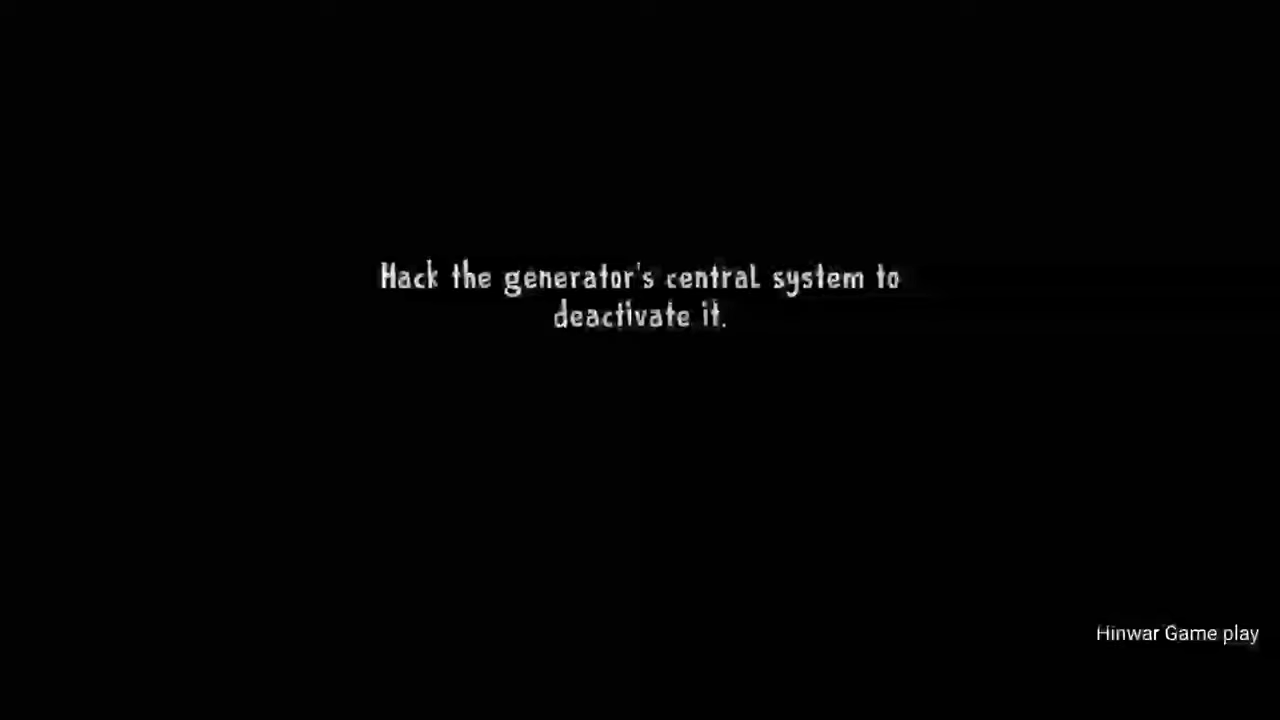 Hack the generator's central system to
deactivate it.
Hinwar Game play